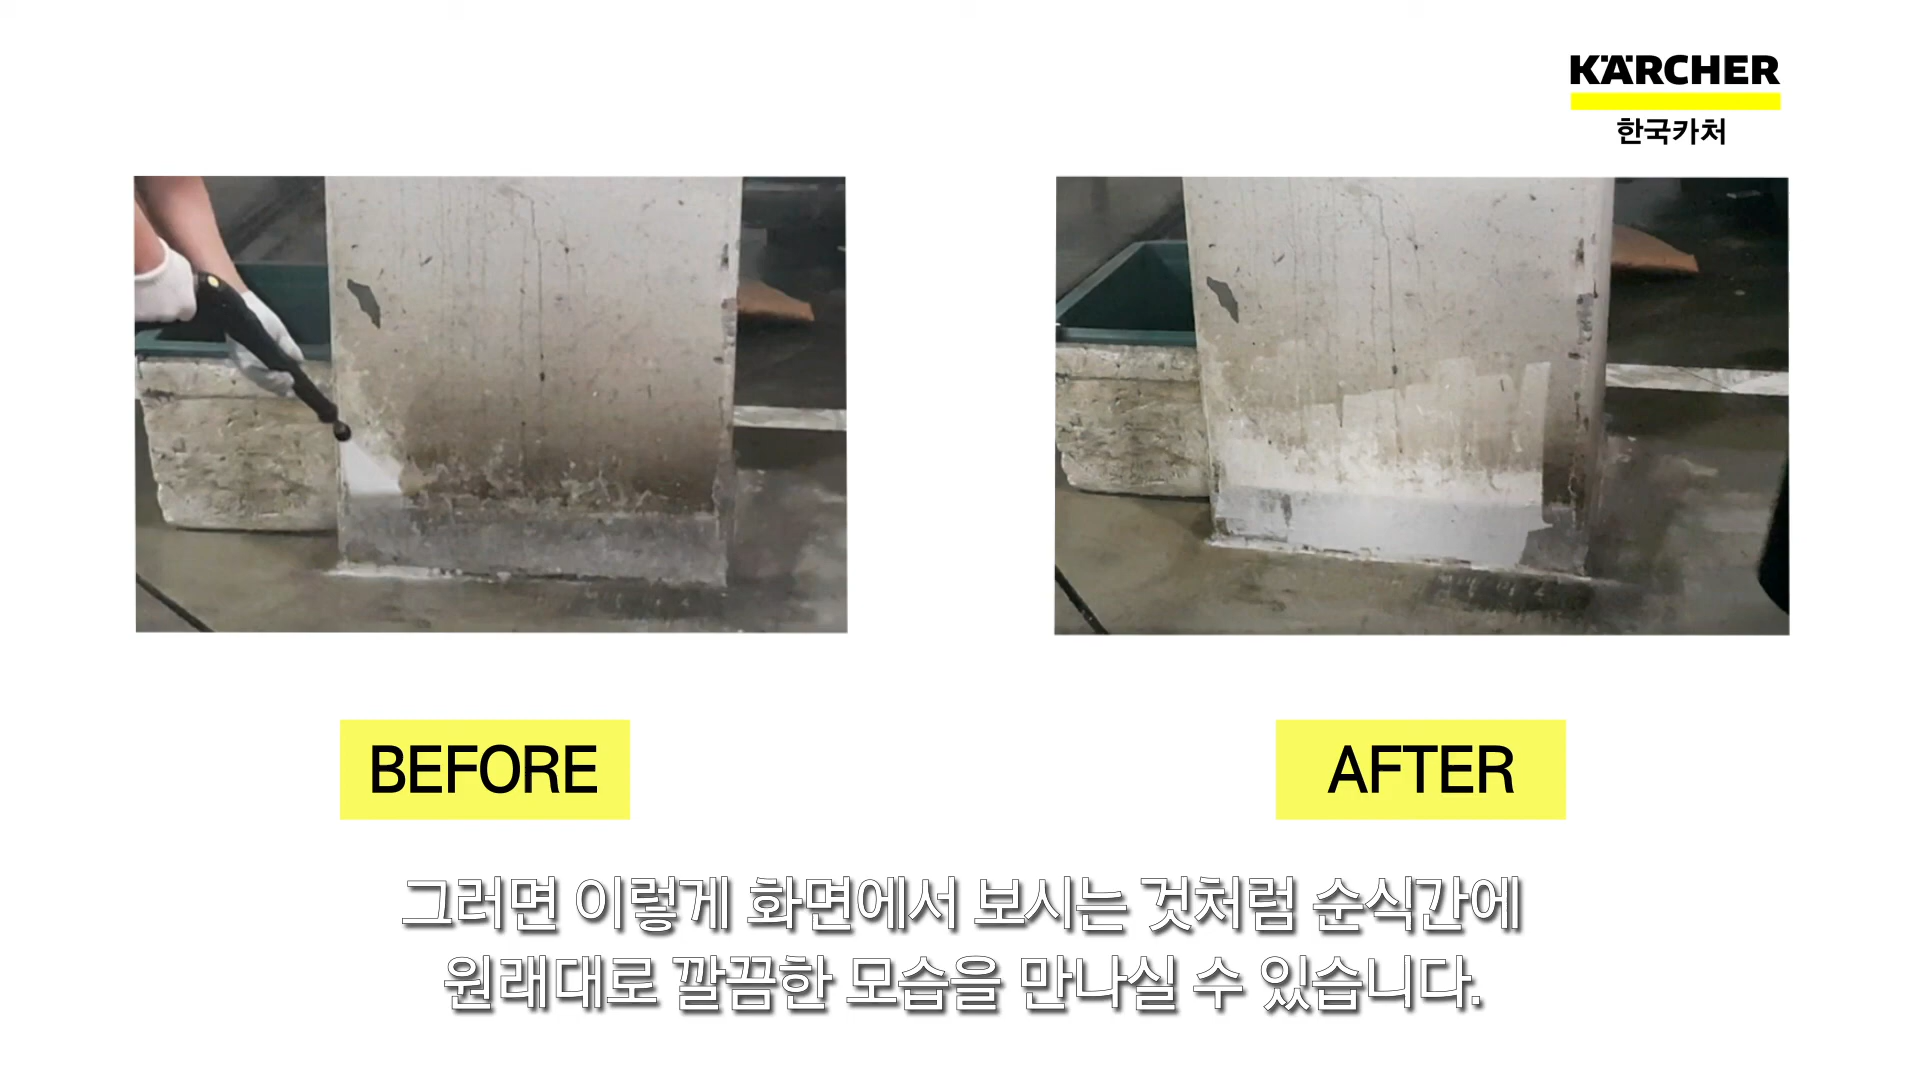 KÄRCHER
한국카처
BEFORE
AFTER
그러면 이렇게 화면에서 보시는 것처럼 순식간에
원래대로 깔끔한 모습을 만나실 수 있습니다.